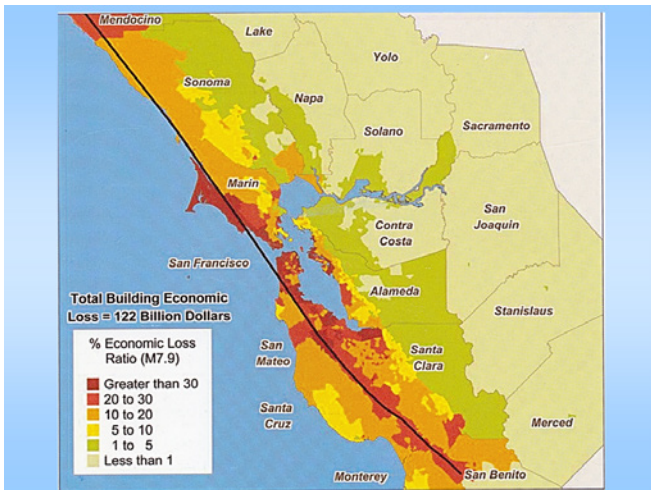 Mendocino
Lake
Yolo
Sonoma
Napa
Solano
Sacramento
Marin
Contra
Costa
San
Joaquin
San Francisco
Alameda
Total Building Economic
Loss = 122 Billion Dollars
Stanislaus
San
Mateo
Santa
Clara
% Economic Loss
Ratio (M7.9)
Greater than 30
20 to 30
10 to 20
5 to 10
1 to 5
Less than 1
Santa
Cruz
Merced
Monterey
San Benito